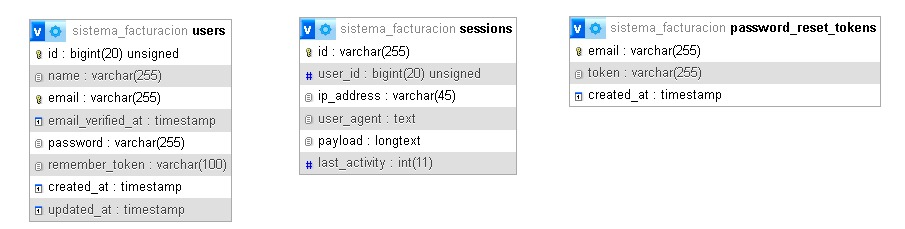 v sistema_facturacion users
id : bigint(20) unsigned
name : varchar(255)
email : varchar(255)
email_verified_at : timestamp
password : varchar(255)
remember_token : varchar(100)
created_at : timestamp
updated_at : timestamp
v sistema_facturacion sessions
id : varchar(255)
# user_id : bigint(20) unsigned
ip_address : varchar(45)
user_agent : text
payload : longtext
# last_activity : int(11)
v sistema_facturacion password_reset_tokens
email : varchar(255)
token : varchar(255)
created_at : timestamp